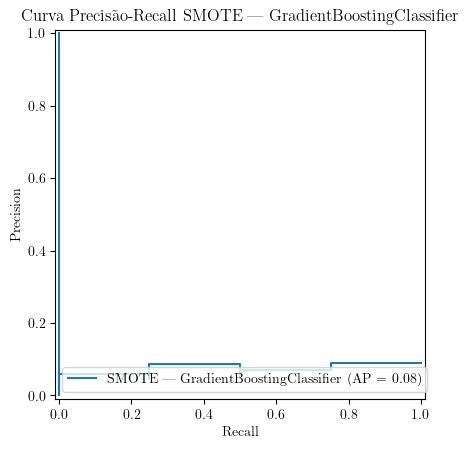 Curva Precisão-Recall SMOTE — GradientBoostingClassifier
1.0
0.8
0.6
0.4
0.2
0.0
Precision
SMOTE — GradientBoostingClassifier (AP = 0.08)
0.0 0.2 0.4 0.6 0.8 1.0
Recall